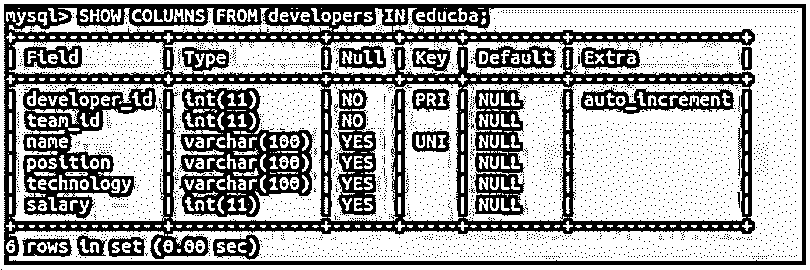 mysql> SHOW COLUMNS FROM developers IN educba;
+--------------+--------------+------+-----+---------+----------------+
| Field | Type | Null | Key | Default | Extra |
+--------------+--------------+------+-----+---------+----------------+
| developer_id | int(11) | NO | PRI | NULL | auto_increment |
| team_id | int(11) | NO | | NULL | |
| name | varchar(100) | YES | UNI | NULL | |
| position | varchar(100) | YES | | NULL | |
| technology | varchar(100) | YES | | NULL | |
| salary | int(11) | YES | | NULL | |
+--------------+--------------+------+-----+---------+----------------+
6 rows in set (0.00 sec)